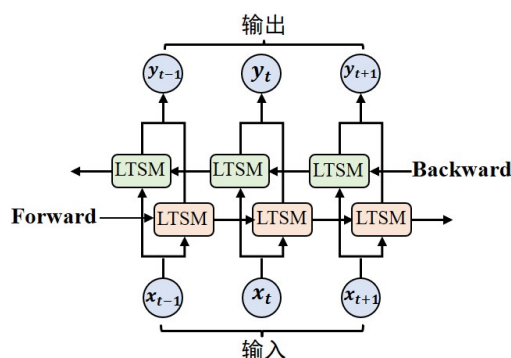 输出
y_{t-1} y_t y_{t+1}
LTSM LTSM LTSM Backward
Forward LTSM LTSM LTSM
x_{t-1} x_t x_{t+1}
输入